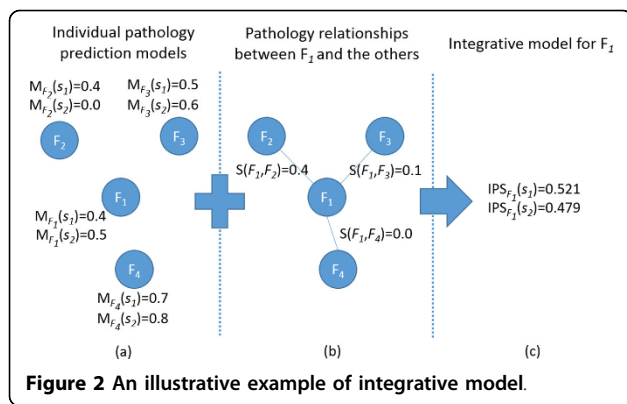 Individual pathology
prediction models
Pathology relationships
between F1 and the others
Integrative model for F1
MF2(s1)=0.4
MF2(s2)=0.0
MF3(s1)=0.5
MF3(s2)=0.6
F2
F3
F1
MF1(s1)=0.4
MF1(s2)=0.5
F4
MF4(s1)=0.7
MF4(s2)=0.8
(a)
F2
F3
S(F1,F2)=0.4
S(F1,F3)=0.1
F1
S(F1,F4)=0.0
F4
(b)
IPSF1(s1)=0.521
IPSF1(s2)=0.479
(c)
Figure 2 An illustrative example of integrative model.